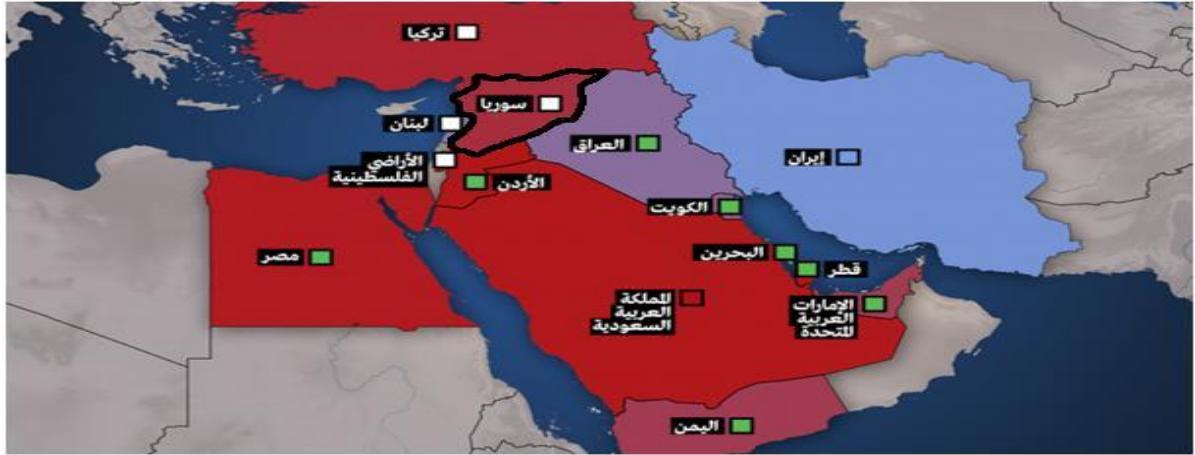 تركيا
سوريا
لبنان
العراق
إيران
الأراضي
الفلسطينية
الأردن
الكويت
مصر
البحرين
قطر
المملكة
العربية
السعودية
الإمارات
العربية
المتحدة
اليمن